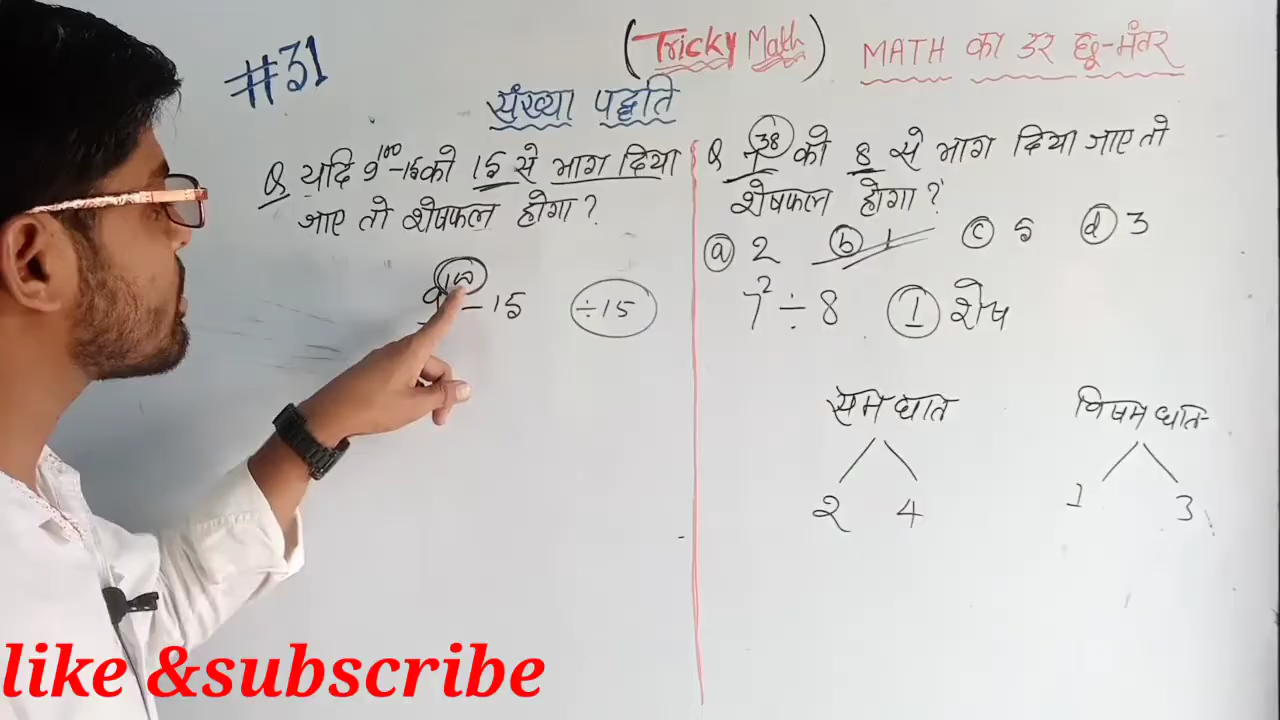 #31
(Tricky Math)
MATH का डर छू-मंतर
संख्या पद्धति
Q यदि 9¹⁰⁰-15 को 15 से भाग दिया
जाए तो शेषफल होगा?
- 15 ÷15
Q 7³⁸ को 8 से भाग दिया जाए तो
शेषफल होगा?
ⓐ 2 ⓑ 1 ⓒ 5 ⓓ 3
7² ÷ 8 1 शेष
सम घात विषम घात
2 4 1 3
like &subscribe